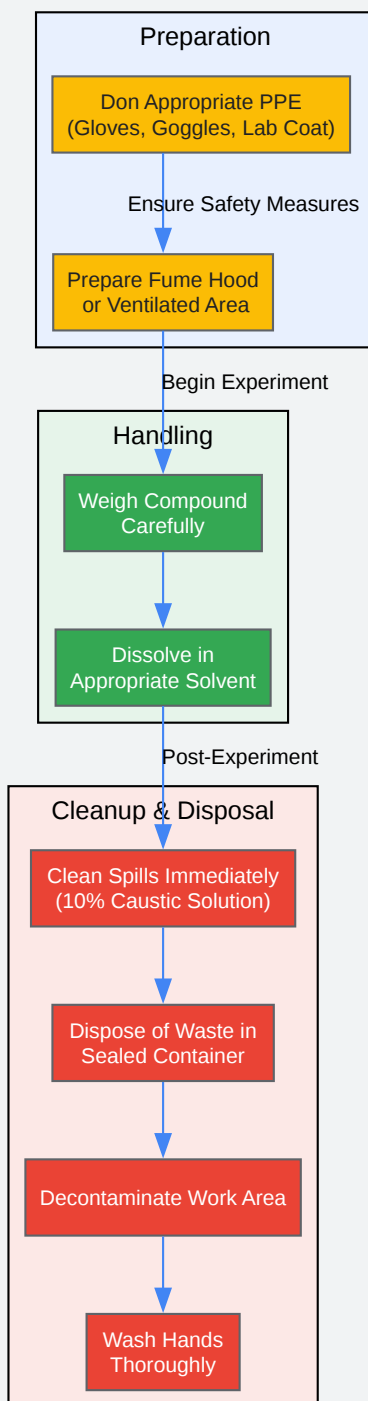 Preparation
Don Appropriate PPE
(Gloves, Goggles, Lab Coat)
Ensure Safety Measures
Prepare Fume Hood
or Ventilated Area
Begin Experiment
Handling
Weigh Compound
Carefully
Dissolve in
Appropriate Solvent
Post-Experiment
Cleanup & Disposal
Clean Spills Immediately
(10% Caustic Solution)
Dispose of Waste in
Sealed Container
Decontaminate Work Area
Wash Hands
Thoroughly